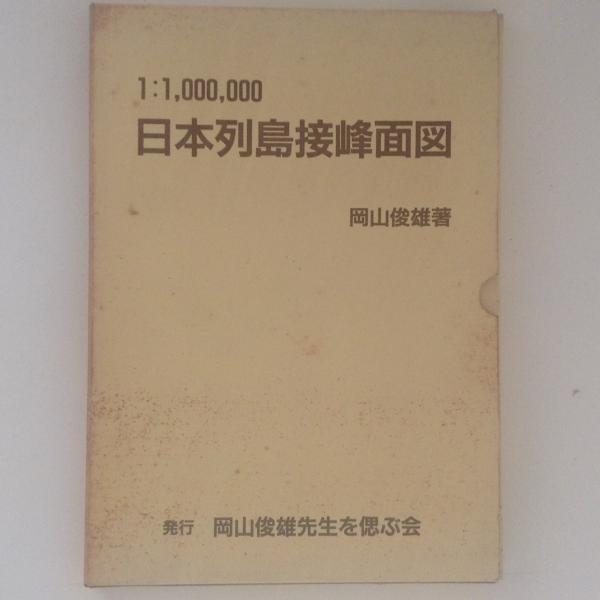 1:1,000,000
日本列島接峰面図
岡山俊雄著
発行 岡山俊雄先生を偲ぶ会